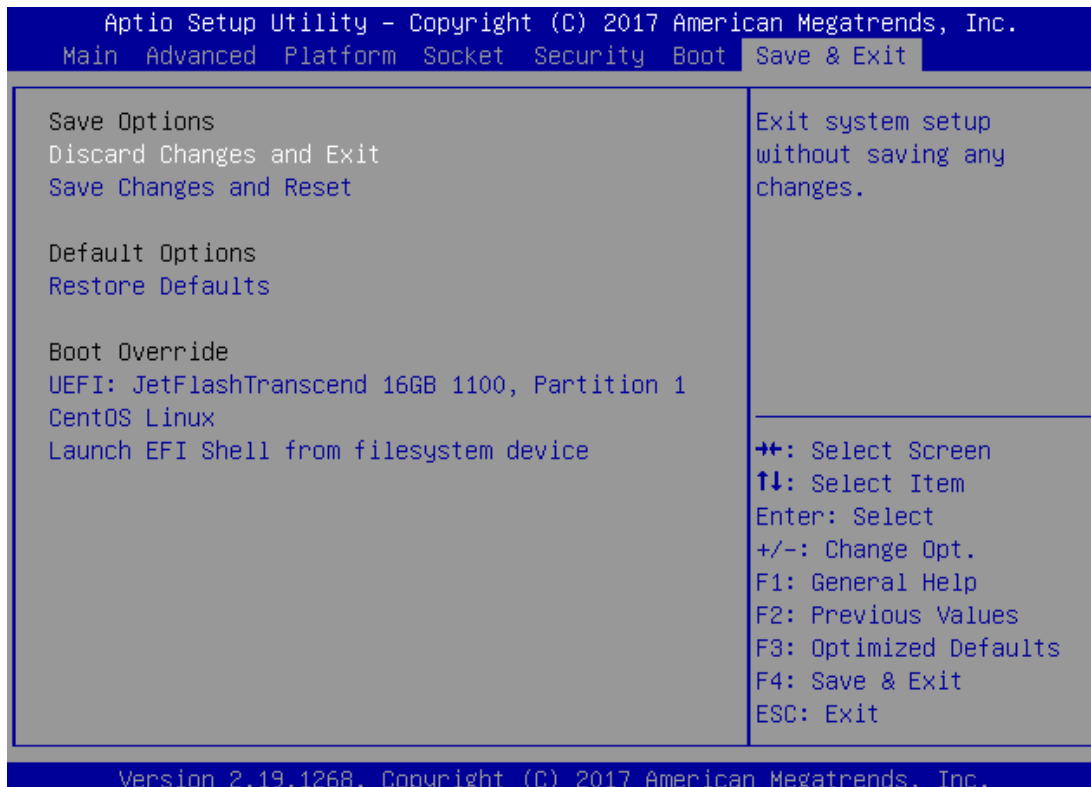 Aptio Setup Utility – Copyright (C) 2017 American Megatrends, Inc.
Main Advanced Platform Socket Security Boot Save & Exit
Save Options
Discard Changes and Exit
Save Changes and Reset
Default Options
Restore Defaults
Boot Override
UEFI: JetFlashTranscend 16GB 1100, Partition 1
CentOS Linux
Launch EFI Shell from filesystem device
Exit system setup
without saving any
changes.
→←: Select Screen
↑↓: Select Item
Enter: Select
+/-: Change Opt.
F1: General Help
F2: Previous Values
F3: Optimized Defaults
F4: Save & Exit
ESC: Exit
Version 2.19.1268. Copyright (C) 2017 American Megatrends, Inc.